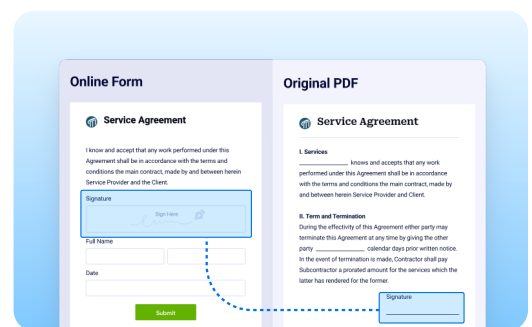 Online Form
Service Agreement
I know and accept that any work performed under this
Agreement shall be in accordance with the terms and
conditions the main contract, made by and between herein
Service Provider and the Client.
Signature
Sign Here
Full Name
Date
Submit
Original PDF
Service Agreement
I. Services
______________ knows and accepts that any work
performed under this Agreement shall be in accordance
with the terms and conditions the main contract, made by
and between herein Service Provider and Client.
II. Term and Termination
During the effectivity of this Agreement either party may
terminate this Agreement at any time by giving the other
party ______________ calendar days prior written notice.
In the event of termination is made, Contractor shall pay
Subcontractor a prorated amount for the services which the
latter has rendered for the former.
Signature